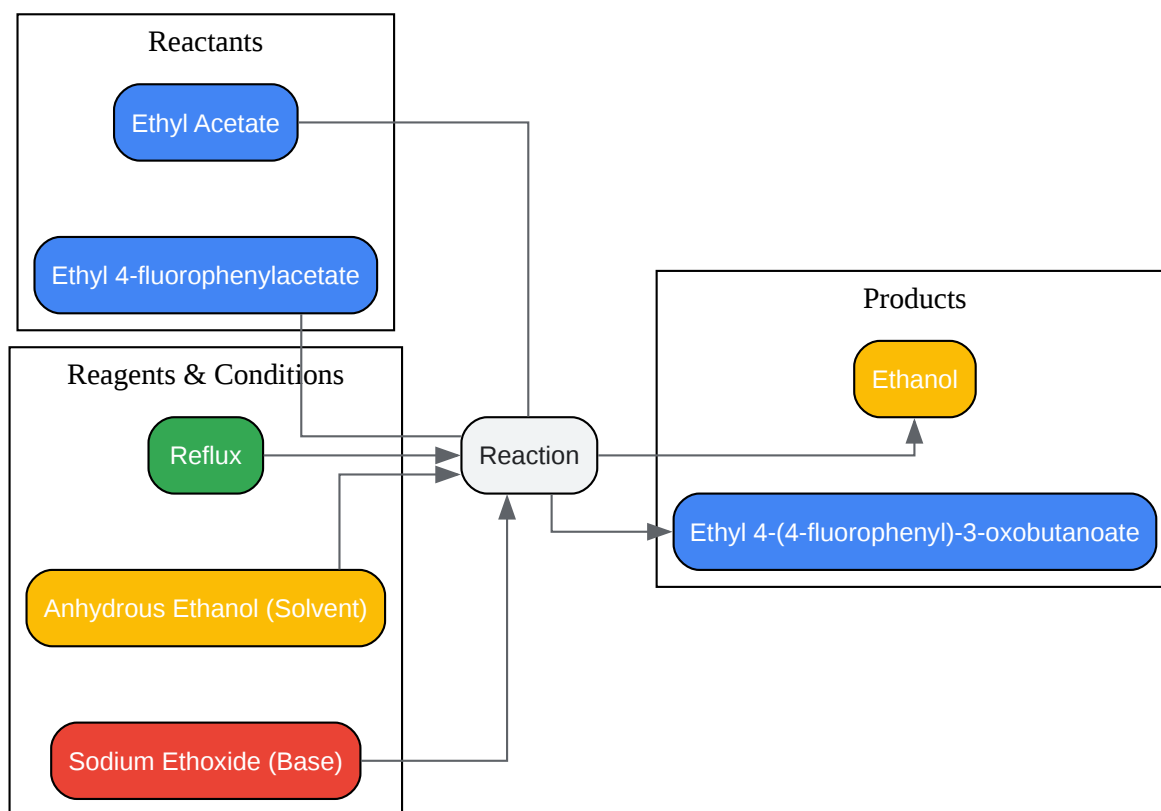 Reactants
Ethyl Acetate
Ethyl 4-fluorophenylacetate
Reagents & Conditions
Reflux
Anhydrous Ethanol (Solvent)
Sodium Ethoxide (Base)
Reaction
Products
Ethanol
Ethyl 4-(4-fluorophenyl)-3-oxobutanoate